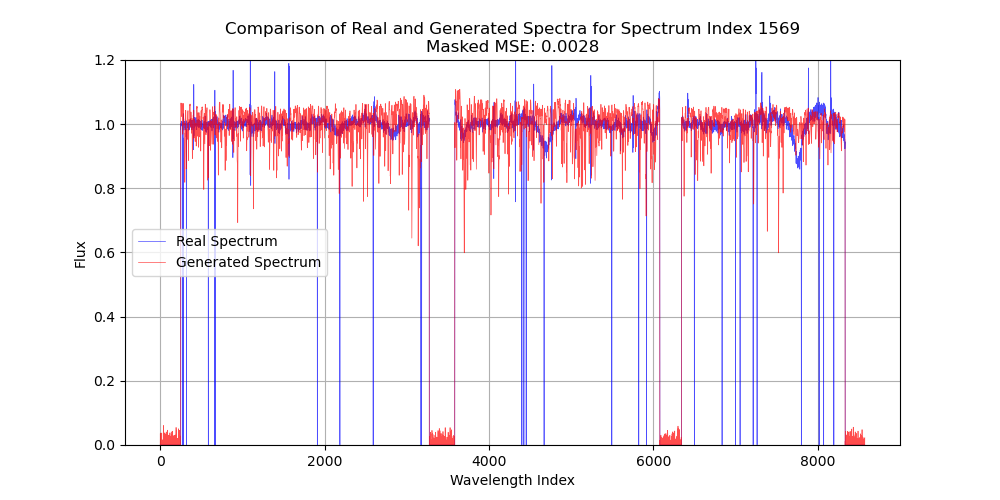 Comparison of Real and Generated Spectra for Spectrum Index 1569
Masked MSE: 0.0028
1.2
1.0
0.8
0.6
0.4
0.2
0.0
Flux
Real Spectrum
Generated Spectrum
0 2000 4000 6000 8000
Wavelength Index